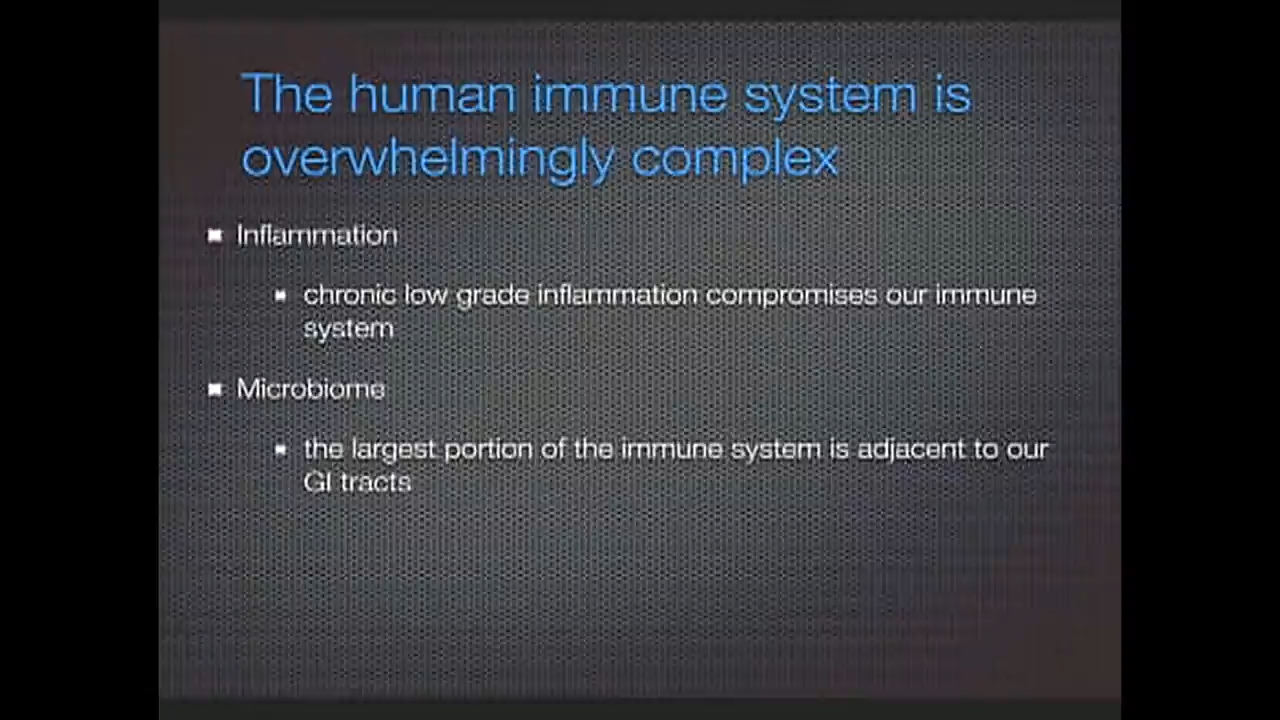 The human immune system is
overwhelmingly complex
Inflammation
chronic low grade inflammation compromises our immune
system
Microbiome
the largest portion of the immune system is adjacent to our
GI tracts